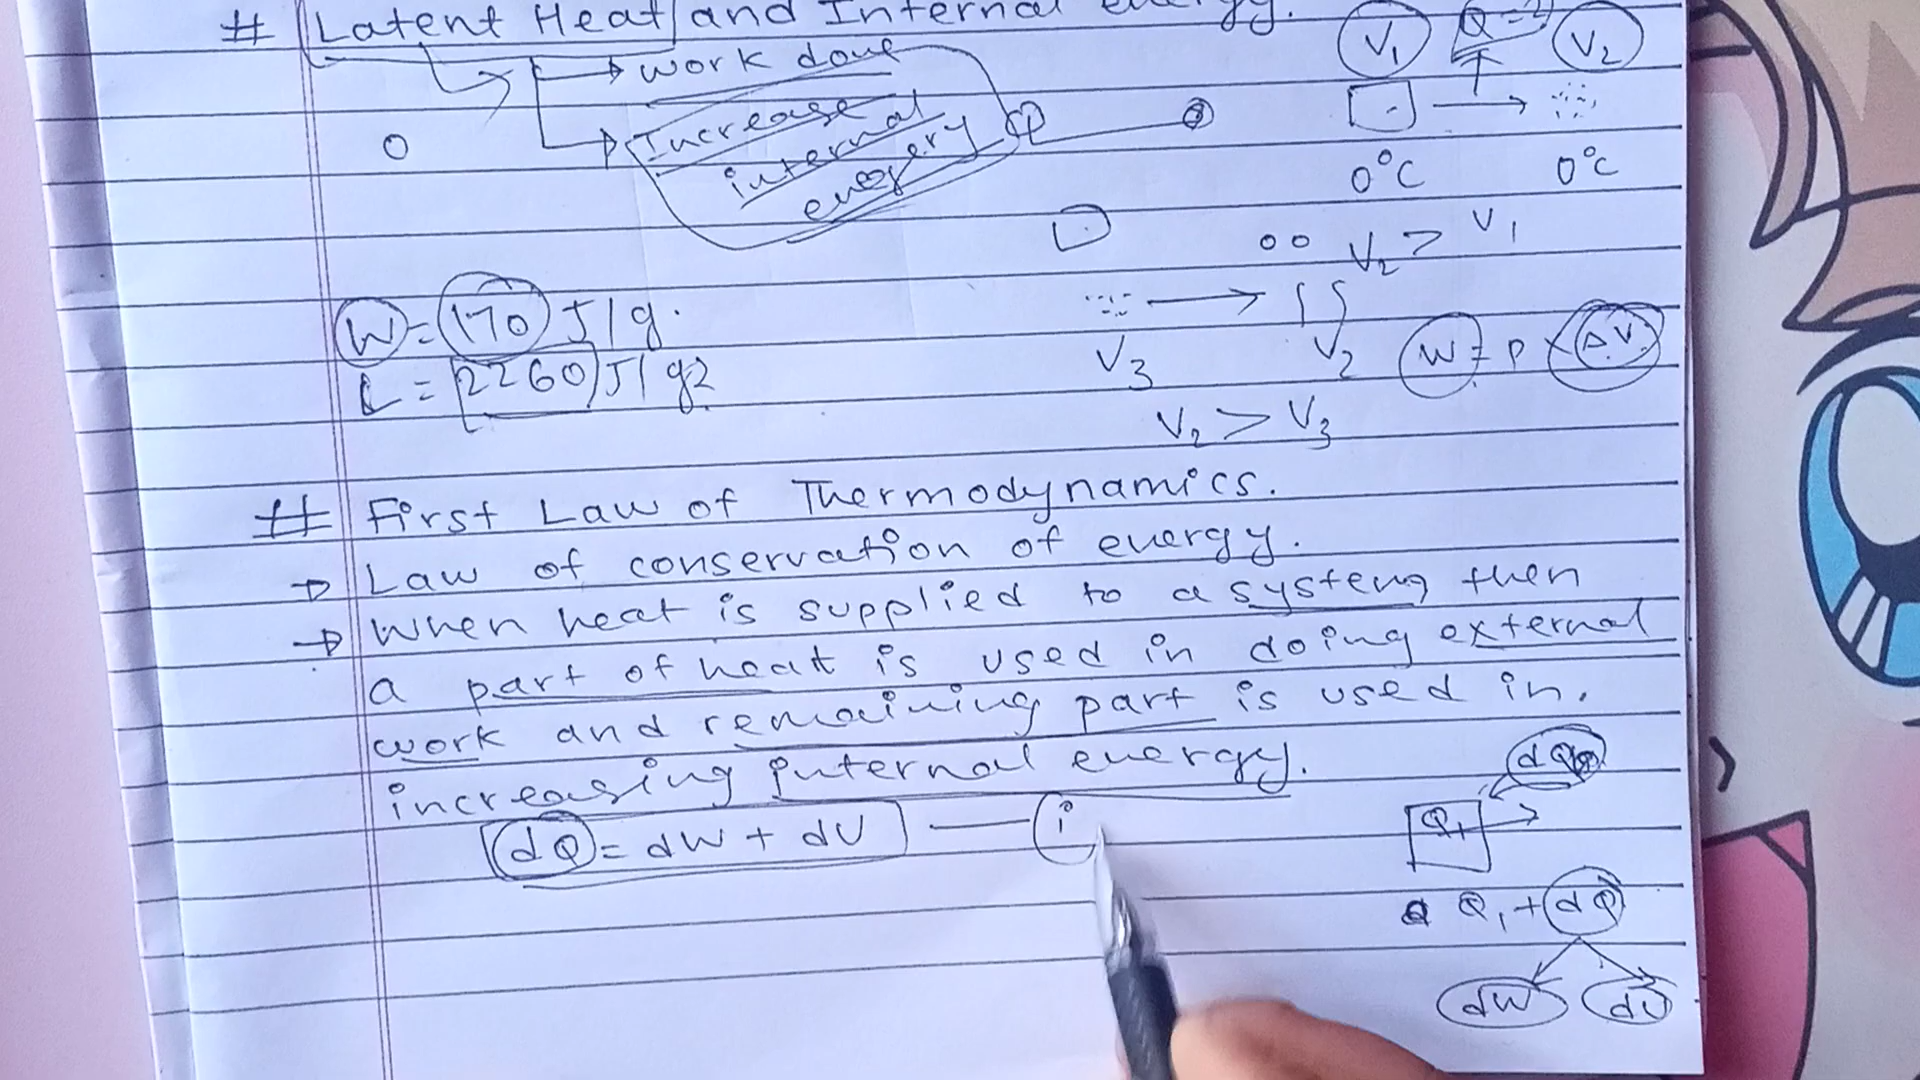 # Latent Heat and Internal energy.
V1 V2
work done
Increase internal energy
0°C 0°C
V2 > V1
W = 170 J/g.
V3 V2 W = P × ΔV
L = 2260 J/g
V2 > V3
# First Law of Thermodynamics.
→ Law of conservation of energy.
→ When heat is supplied to a system then
a part of heat is used in doing external
work and remaining part is used in.
increasing internal energy.
dQ
dQ = dW + dU — i
Q1
Q1 + dQ
dW dU